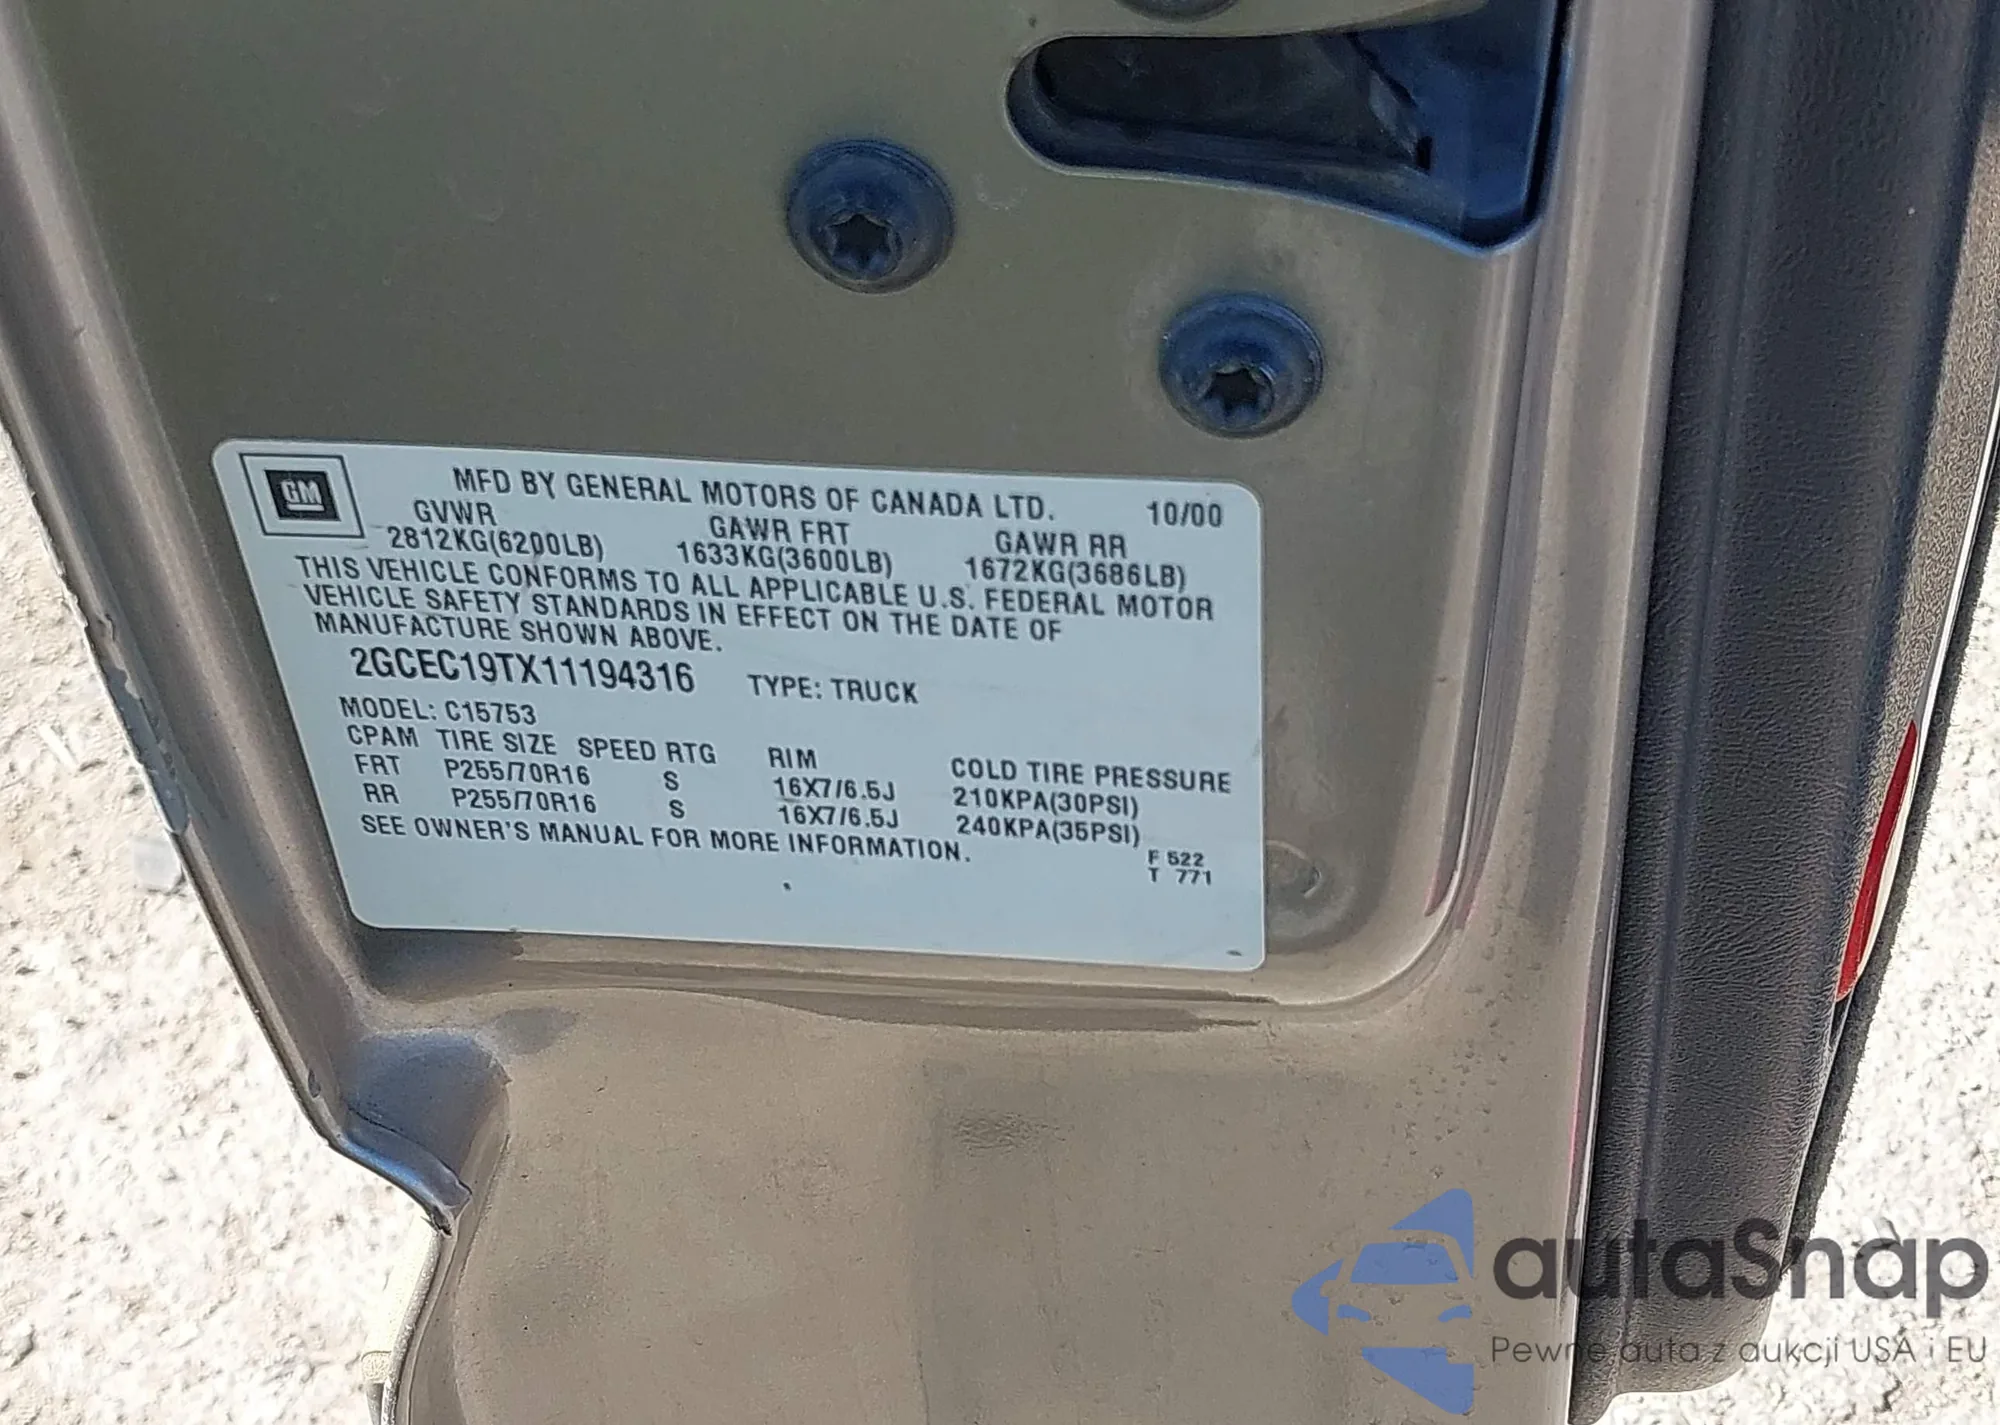 GM
MFD BY GENERAL MOTORS OF CANADA LTD. 10/00
GVWR GAWR FRT GAWR RR
2812KG(6200LB) 1633KG(3600LB) 1672KG(3686LB)
THIS VEHICLE CONFORMS TO ALL APPLICABLE U.S. FEDERAL MOTOR
VEHICLE SAFETY STANDARDS IN EFFECT ON THE DATE OF
MANUFACTURE SHOWN ABOVE.
2GCEC19TX11194316 TYPE: TRUCK
MODEL: C15753
CPAM TIRE SIZE SPEED RTG RIM COLD TIRE PRESSURE
FRT P255/70R16 S 16X7/6.5J 210KPA(30PSI)
RR P255/70R16 S 16X7/6.5J 240KPA(35PSI)
SEE OWNER'S MANUAL FOR MORE INFORMATION.
F 522
T 771
autaSnap
Pewne auta z aukcji USA i EU